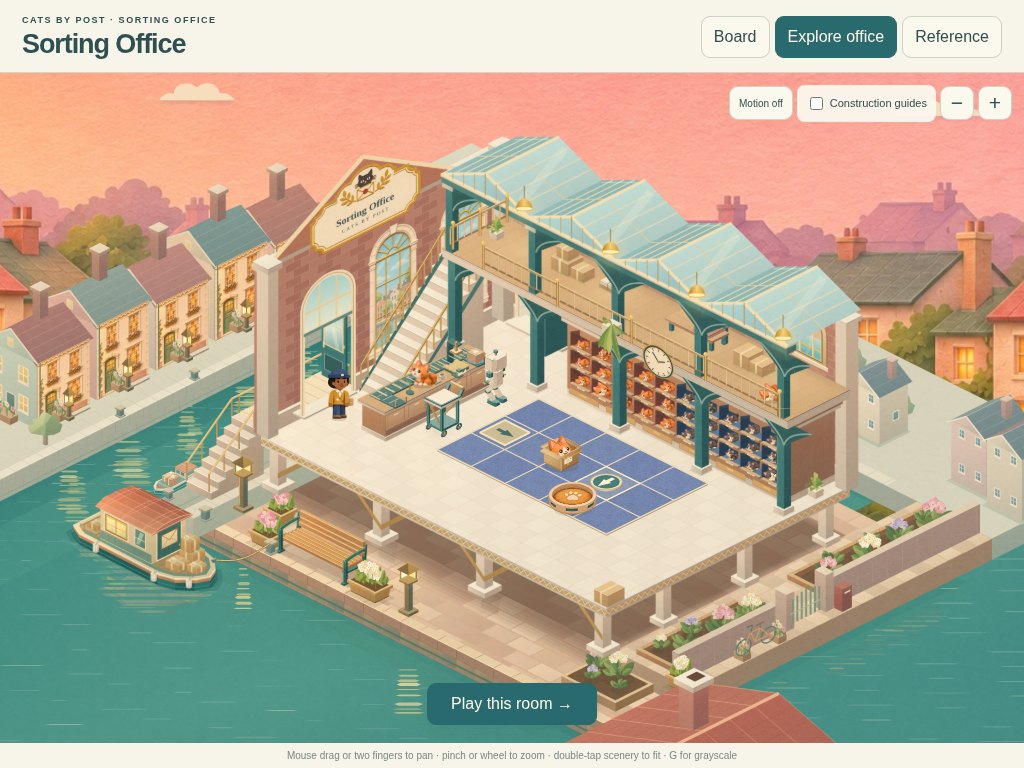 CATS BY POST · SORTING OFFICE
Sorting Office
Board
Explore office
Reference
Motion off
Construction guides
−
+
Sorting Office
CATS BY POST
Play this room →
Mouse drag or two fingers to pan · pinch or wheel to zoom · double-tap scenery to fit · G for grayscale